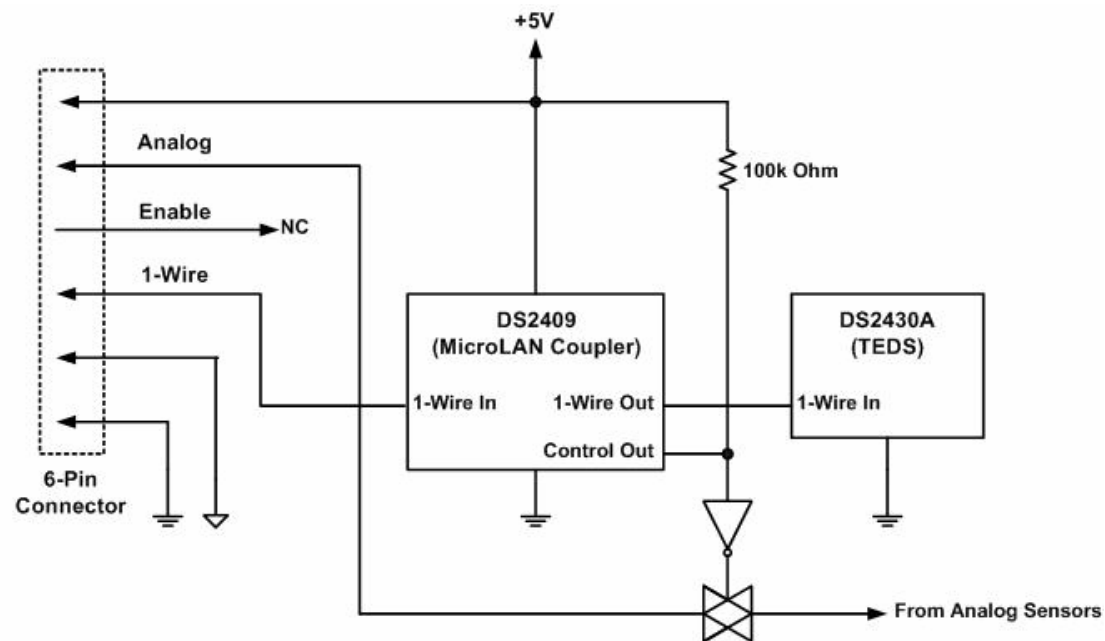 +5V
Analog
100k Ohm
Enable
NC
1-Wire
DS2409
(MicroLAN Coupler)
DS2430A
(TEDS)
1-Wire In
1-Wire Out
1-Wire In
Control Out
6-Pin
Connector
From Analog Sensors